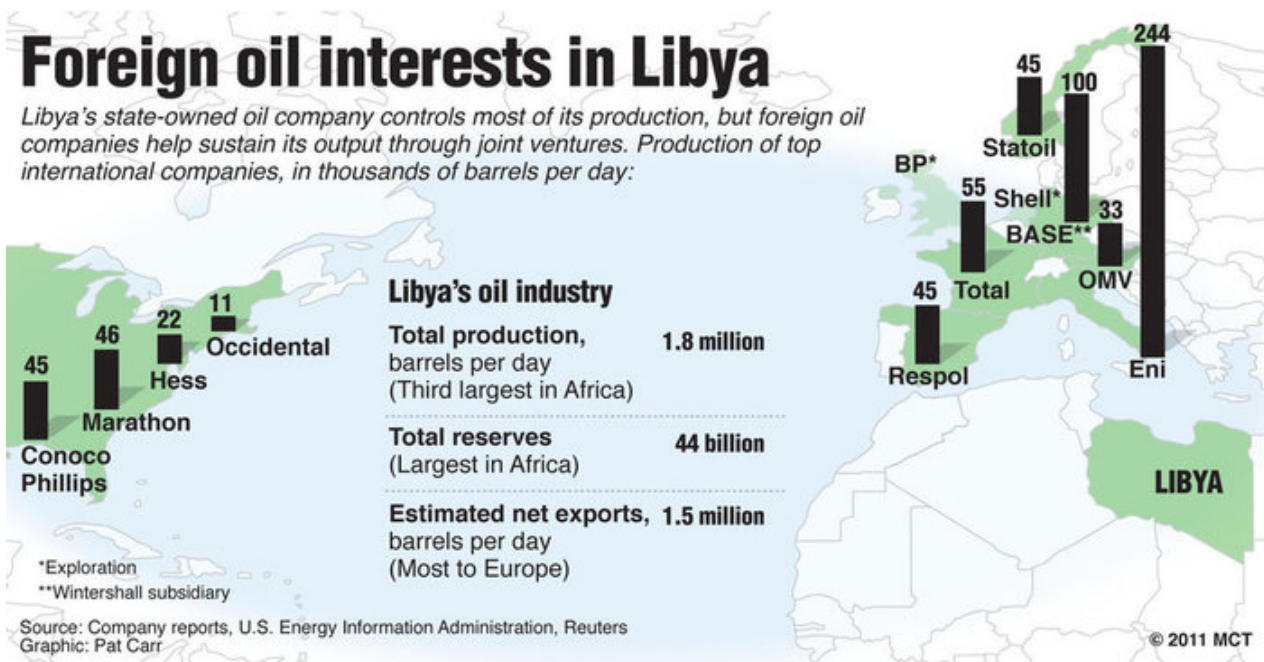 Foreign oil interests in Libya
Libya's state-owned oil company controls most of its production, but foreign oil
companies help sustain its output through joint ventures. Production of top
international companies, in thousands of barrels per day:
45
Conoco
Phillips
46
Marathon
22
Hess
11
Occidental
Libya's oil industry
Total production, 1.8 million
barrels per day
(Third largest in Africa)
Total reserves 44 billion
(Largest in Africa)
Estimated net exports, 1.5 million
barrels per day
(Most to Europe)
BP*
45
Statoil
Shell*
100
BASE**
244
Eni
55
Total
33
OMV
45
Respol
LIBYA
*Exploration
**Wintershall subsidiary
Source: Company reports, U.S. Energy Information Administration, Reuters
Graphic: Pat Carr
© 2011 MCT